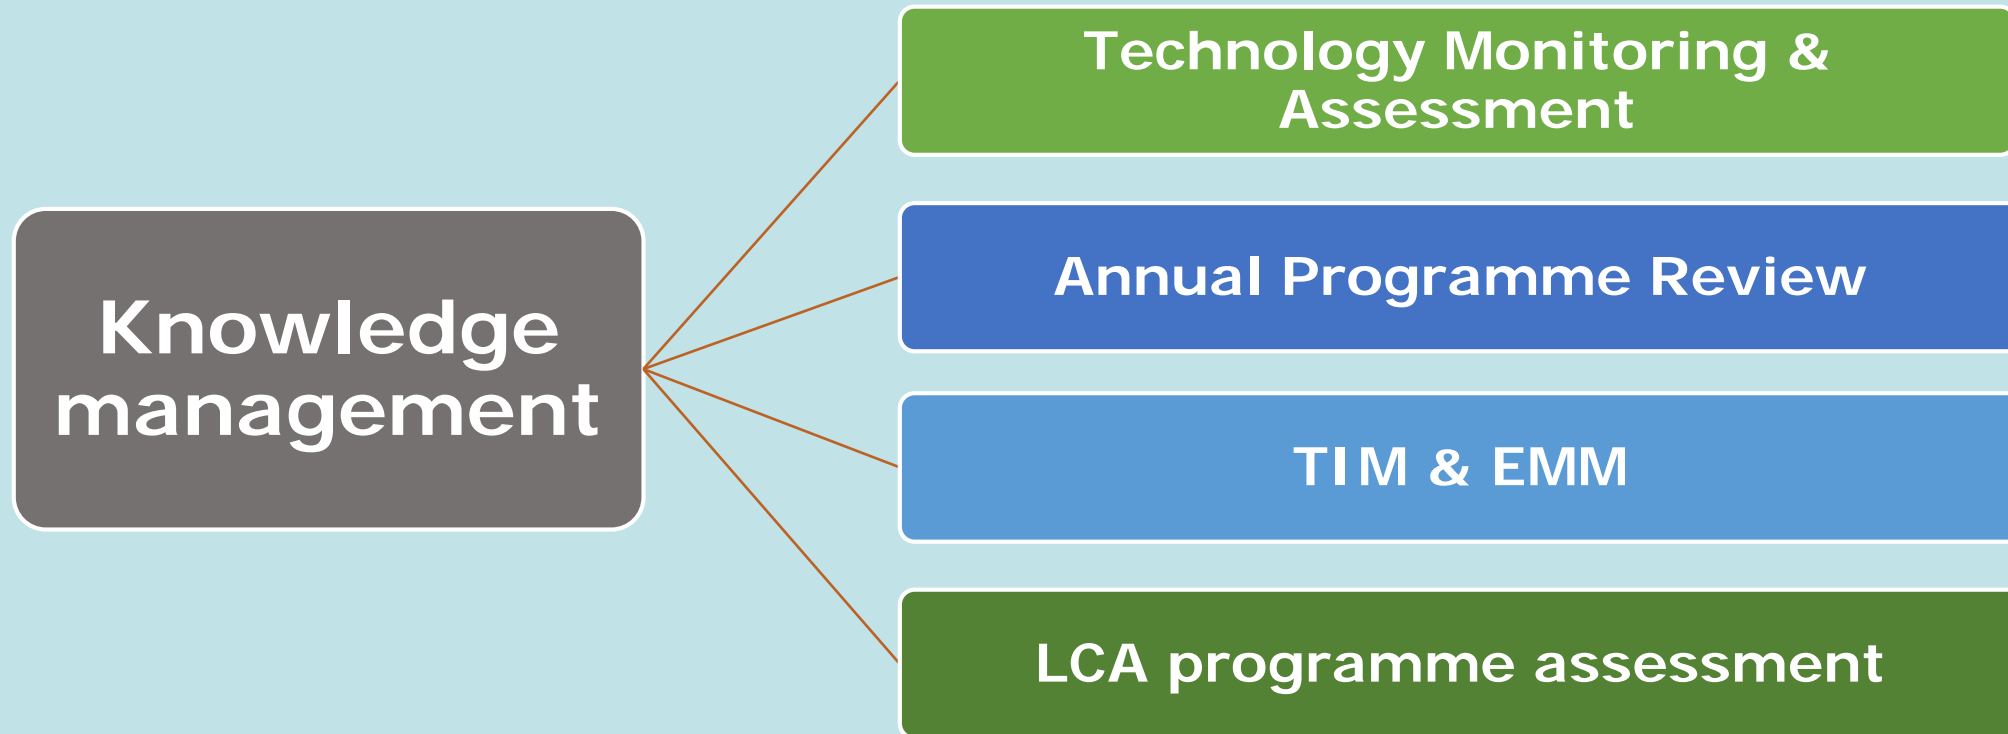 Technology Monitoring &
Assessment
Annual Programme Review
Knowledge
management
TIM & EMM
LCA programme assessment